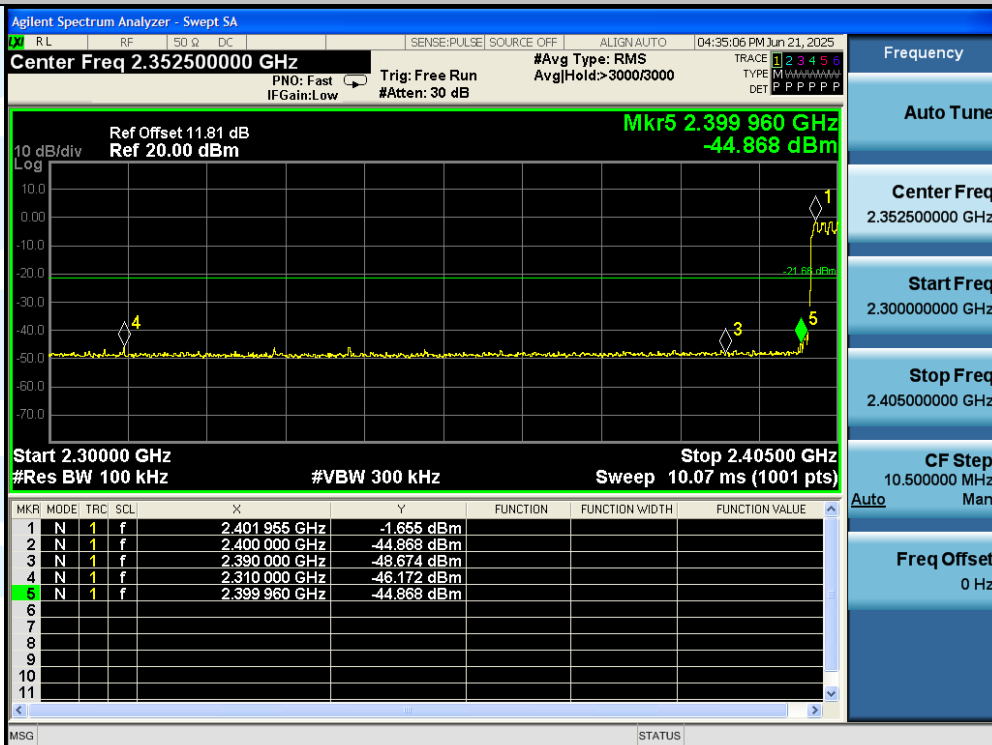 Agilent Spectrum Analyzer - Swept SA
LXI RL RF 50 Ω DC SENSE:PULSE SOURCE OFF ALIGN AUTO 04:35:06 PM Jun 21, 2025
Center Freq 2.352500000 GHz
PNO: Fast
IFGain:Low
Trig: Free Run
#Atten: 30 dB
#Avg Type: RMS
Avg|Hold:>3000/3000
TRACE 1 2 3 4 5 6
TYPE M
DET P P P P P P
Ref Offset 11.81 dB
10 dB/div Ref 20.00 dBm
Log
Mkr5 2.399 960 GHz
-44.868 dBm
10.0
0.00
-10.0
-20.0
-30.0
-40.0
-50.0
-60.0
-70.0
1
-21.66 dBm
4
3
5
Start 2.30000 GHz Stop 2.40500 GHz
#Res BW 100 kHz #VBW 300 kHz Sweep 10.07 ms (1001 pts)
MKR MODE TRC SCL X Y FUNCTION FUNCTION WIDTH FUNCTION VALUE
1 N 1 f 2.401 955 GHz -1.655 dBm
2 N 1 f 2.400 000 GHz -44.868 dBm
3 N 1 f 2.390 000 GHz -48.674 dBm
4 N 1 f 2.310 000 GHz -46.172 dBm
5 N 1 f 2.399 960 GHz -44.868 dBm
6
7
8
9
10
11
MSG STATUS
Frequency
Auto Tune
Center Freq
2.352500000 GHz
Start Freq
2.300000000 GHz
Stop Freq
2.405000000 GHz
CF Step
10.500000 MHz
Auto Man
Freq Offset
0 Hz